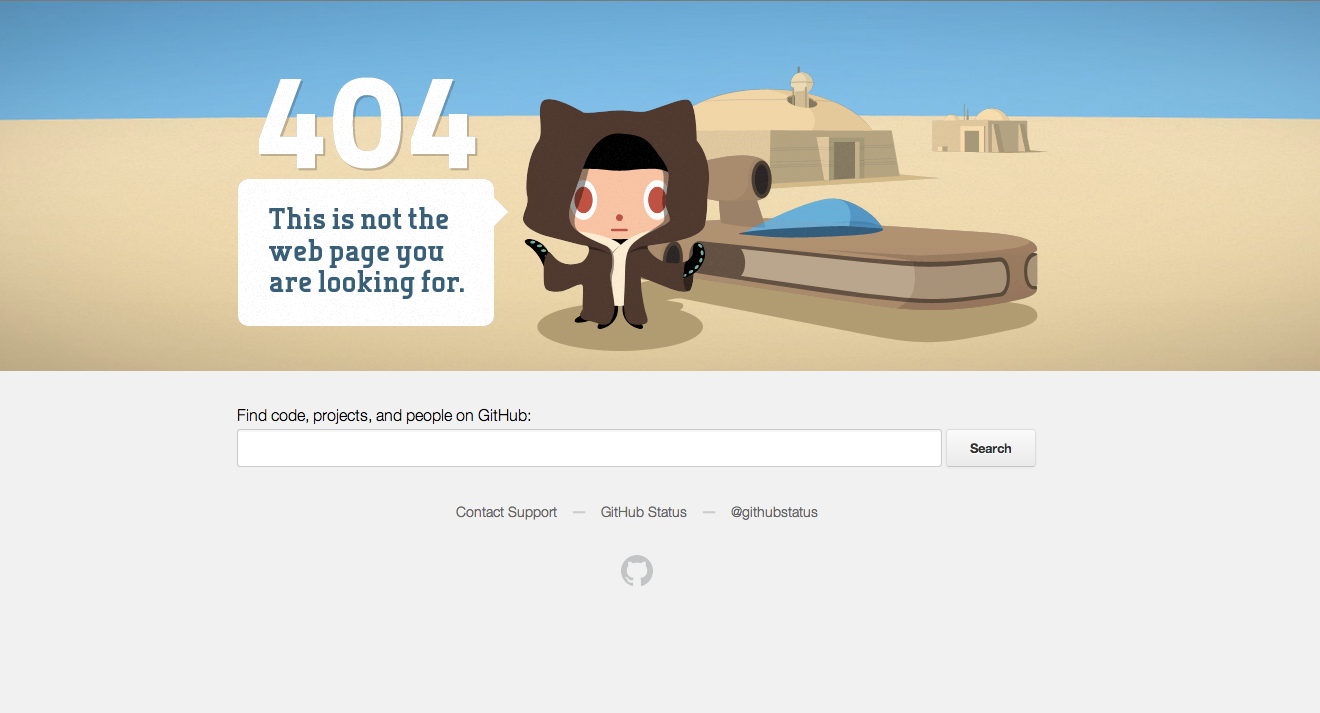 404
This is not the
web page you
are looking for.
Find code, projects, and people on GitHub:
Search
Contact Support — GitHub Status — @githubstatus